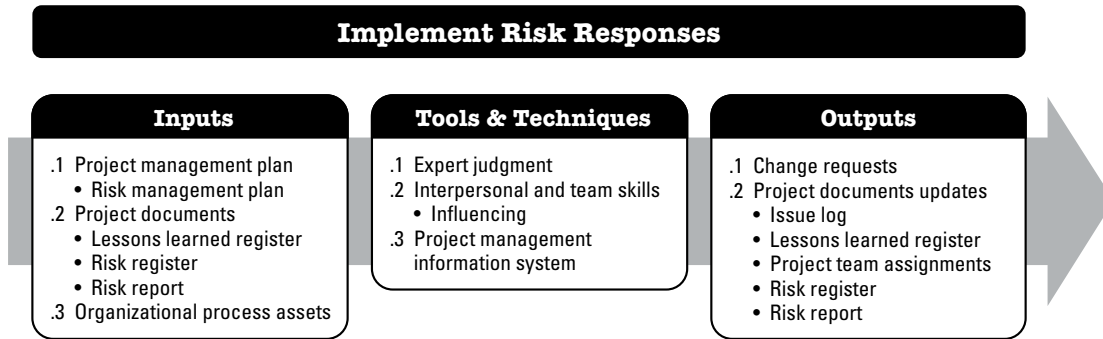 Implement Risk Responses
Inputs
.1 Project management plan
• Risk management plan
.2 Project documents
• Lessons learned register
• Risk register
• Risk report
.3 Organizational process assets
Tools & Techniques
.1 Expert judgment
.2 Interpersonal and team skills
• Influencing
.3 Project management
information system
Outputs
.1 Change requests
.2 Project documents updates
• Issue log
• Lessons learned register
• Project team assignments
• Risk register
• Risk report